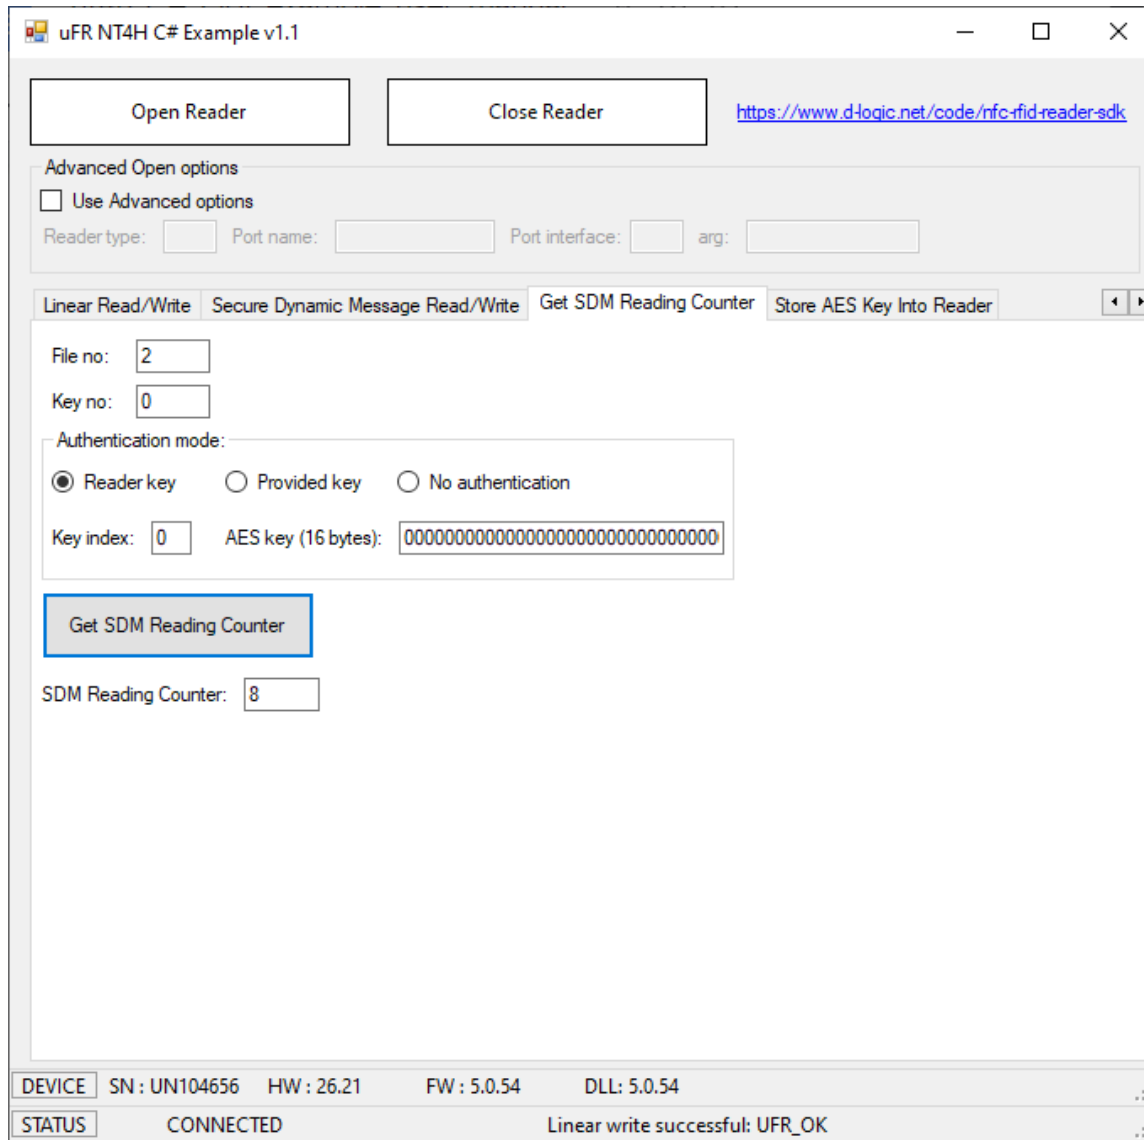 uFR NT4H C# Example v1.1
Open Reader
Close Reader
https://www.d-logic.net/code/nfc-rfid-reader-sdk
Advanced Open options
Use Advanced options
Reader type:
Port name:
Port interface:
arg:
Linear Read/Write
Secure Dynamic Message Read/Write
Get SDM Reading Counter
Store AES Key Into Reader
File no: 2
Key no: 0
Authentication mode:
Reader key
Provided key
No authentication
Key index: 0
AES key (16 bytes): 00000000000000000000000000000000
Get SDM Reading Counter
SDM Reading Counter: 8
DEVICE SN : UN104656 HW : 26.21 FW : 5.0.54 DLL: 5.0.54
STATUS CONNECTED Linear write successful: UFR_OK